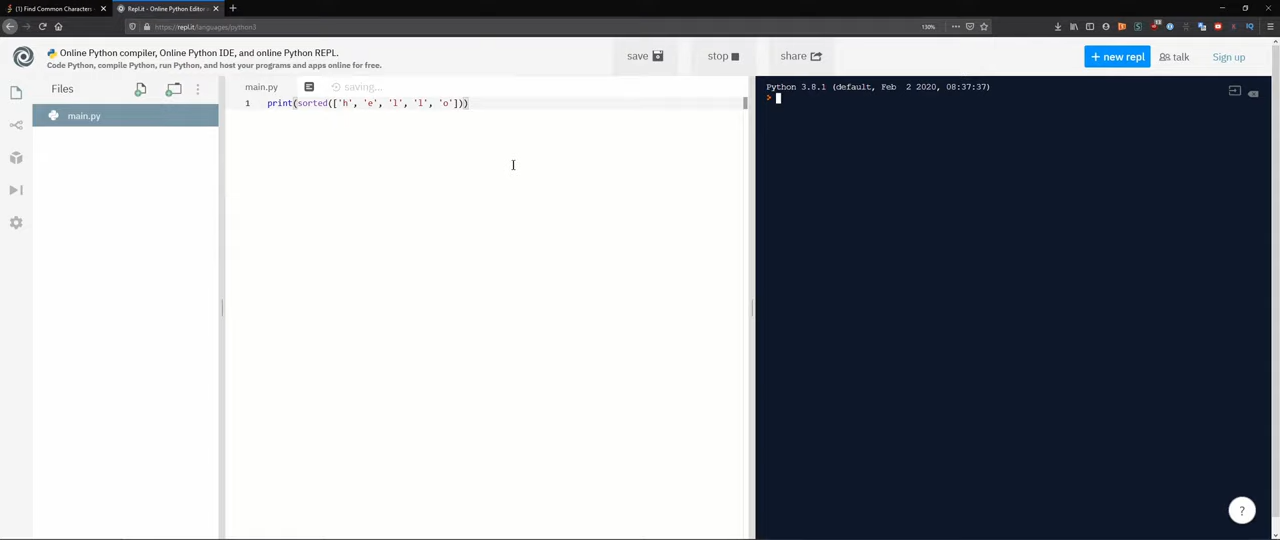 (1) Find Common Characters
Repl.it - Online Python Editor
https://repl.it/languages/python3
130%
Online Python compiler, Online Python IDE, and online Python REPL.
Code Python, compile Python, run Python, and host your programs and apps online for free.
save
stop
share
+ new repl
talk
Sign up
Files
main.py
saving...
main.py
1 print(sorted(['h', 'e', 'l', 'l', 'o']))
Python 3.8.1 (default, Feb 2 2020, 08:37:37)
>
?